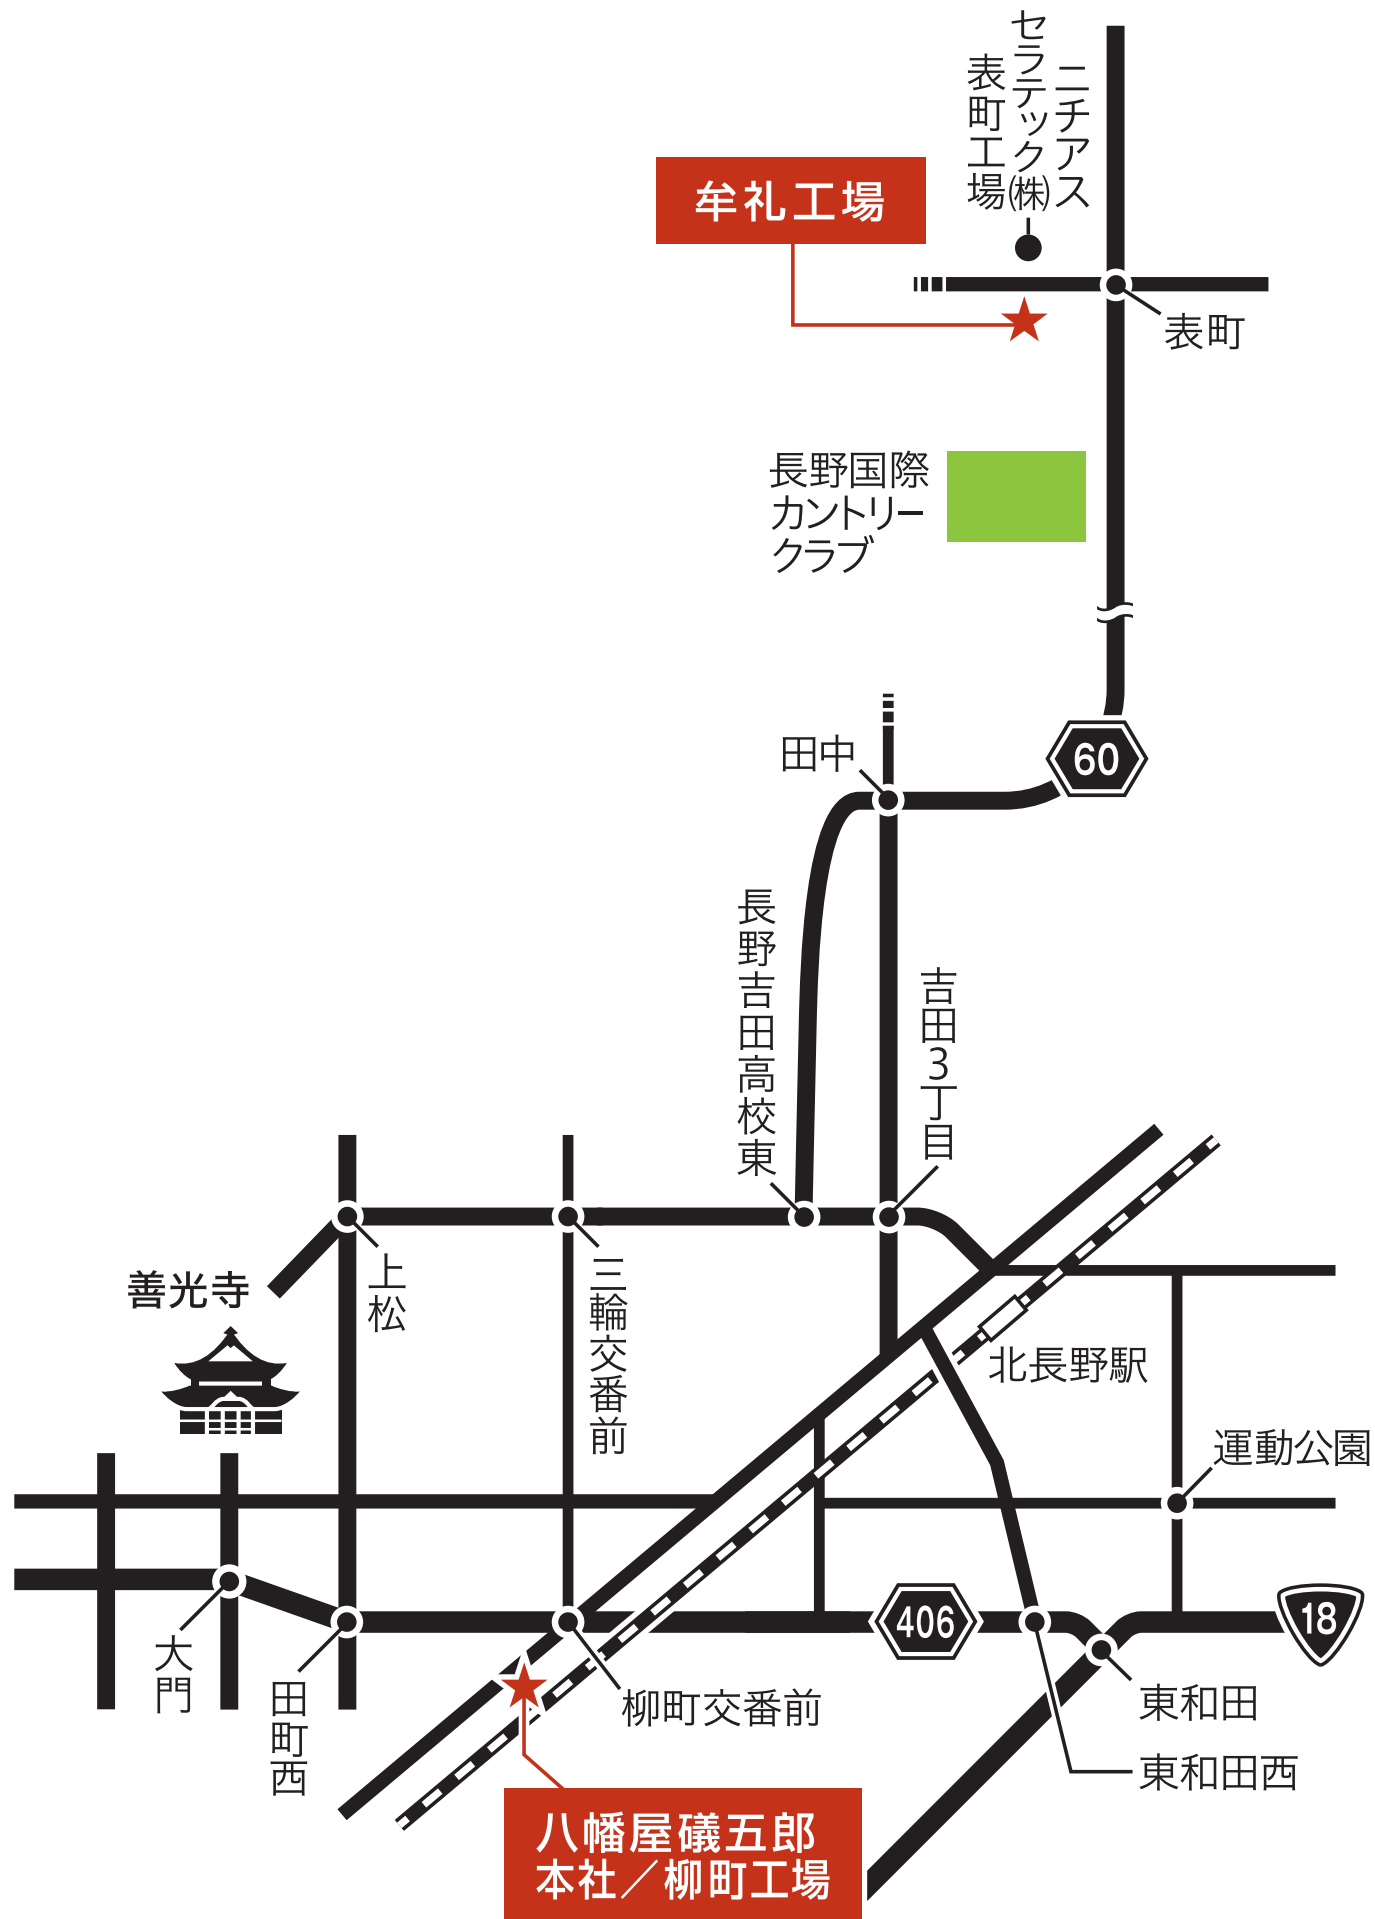 ニチアス
セラテック㈱
表町工場
牟礼工場
表町
長野国際
カントリー
クラブ
60
田中
長野吉田高校東
吉田3丁目
上松
三輪交番前
善光寺
北長野駅
運動公園
406
18
大門
田町西
柳町交番前
東和田
東和田西
八幡屋礒五郎
本社／柳町工場